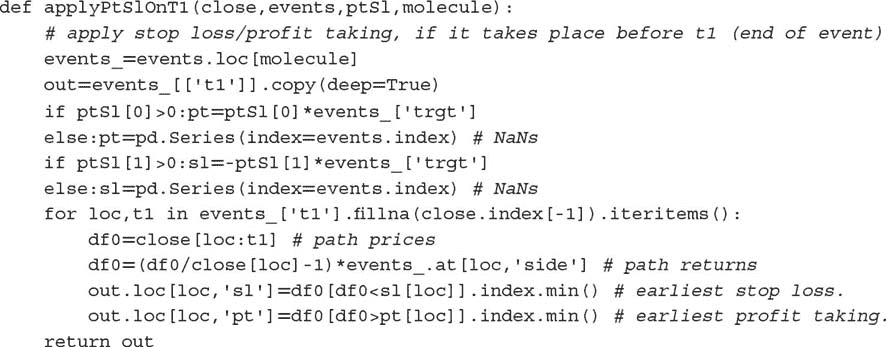 def applyPtSlOnT1(close,events,ptSl,molecule):
    # apply stop loss/profit taking, if it takes place before t1 (end of event)
    events_=events.loc[molecule]
    out=events_[['t1']].copy(deep=True)
    if ptSl[0]>0:pt=ptSl[0]*events_['trgt']
    else:pt=pd.Series(index=events.index) # NaNs
    if ptSl[1]>0:sl=-ptSl[1]*events_['trgt']
    else:sl=pd.Series(index=events.index) # NaNs
    for loc,t1 in events_['t1'].fillna(close.index[-1]).iteritems():
        df0=close[loc:t1] # path prices
        df0=(df0/close[loc]-1)*events_.at[loc,'side'] # path returns
        out.loc[loc,'sl']=df0[df0<sl[loc]].index.min() # earliest stop loss.
        out.loc[loc,'pt']=df0[df0>pt[loc]].index.min() # earliest profit taking.
    return out